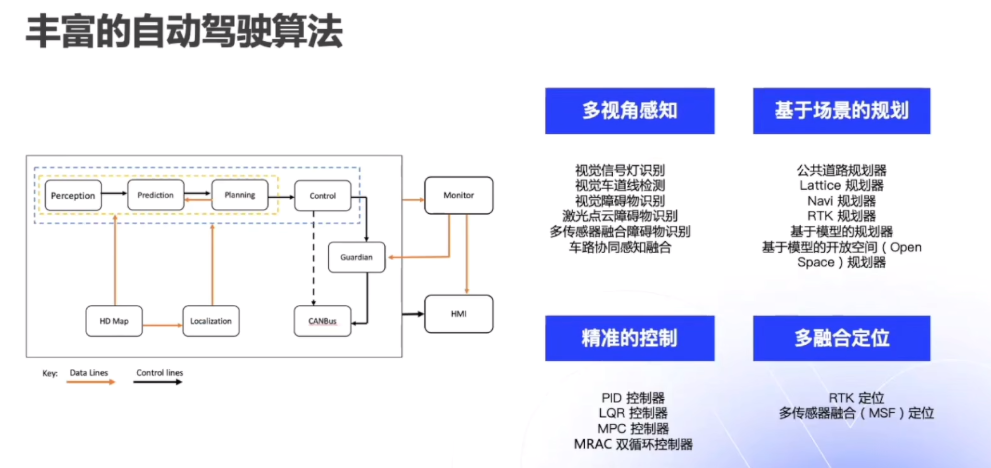 丰富的自动驾驶算法
Perception
Prediction
Planning
Control
Monitor
Guardian
HD Map
Localization
CANBus
HMI
Key:
Data Lines
Control lines
多视角感知
视觉信号灯识别
视觉车道线检测
视觉障碍物识别
激光点云障碍物识别
多传感器融合障碍物识别
车路协同感知融合
基于场景的规划
公共道路规划器
Lattice 规划器
Navi 规划器
RTK 规划器
基于模型的规划器
基于模型的开放空间（Open
Space）规划器
精准的控制
PID 控制器
LQR 控制器
MPC 控制器
MRAC 双循环控制器
多融合定位
RTK 定位
多传感器融合（MSF）定位